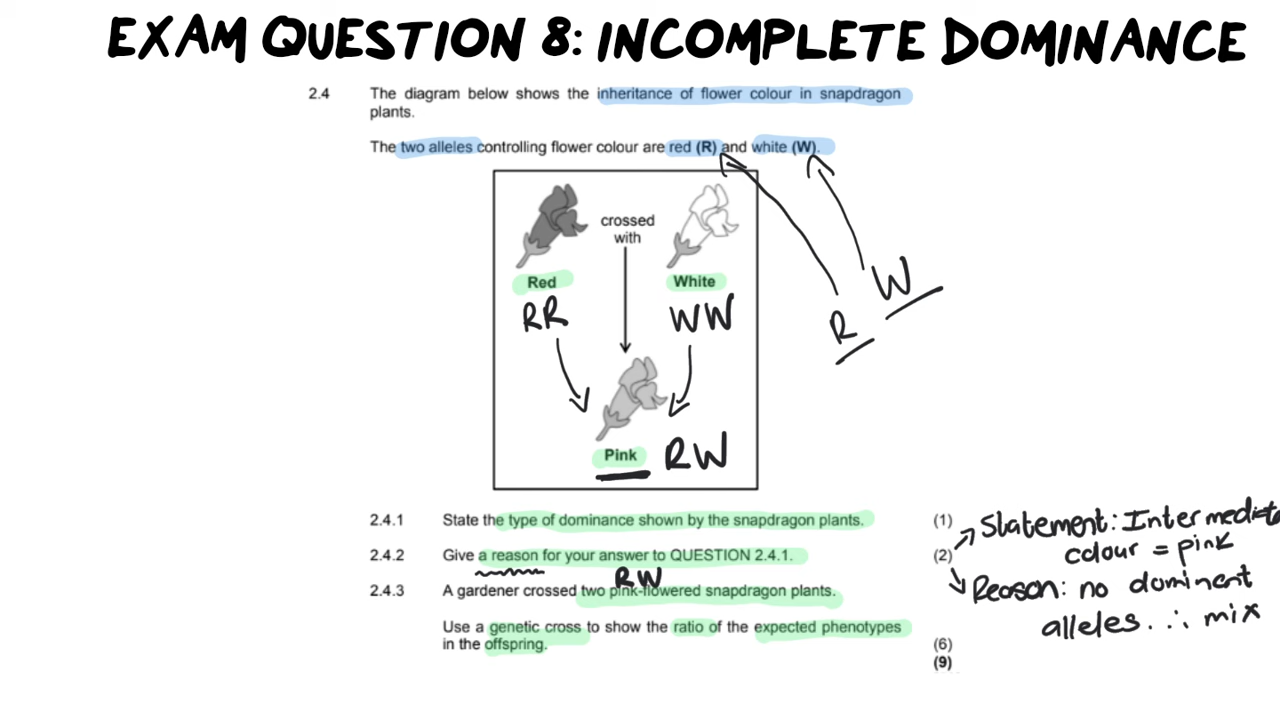 EXAM QUESTION 8: INCOMPLETE DOMINANCE
2.4 The diagram below shows the inheritance of flower colour in snapdragon
plants.
The two alleles controlling flower colour are red (R) and white (W).
crossed
with
Red
White
RR
WW
R
W
Pink
RW
2.4.1 State the type of dominance shown by the snapdragon plants. (1)
Statement: Intermediate
2.4.2 Give a reason for your answer to QUESTION 2.4.1. (2)
colour = pink
RW
2.4.3 A gardener crossed two pink-flowered snapdragon plants.
Reason: no dominant
alleles. ∴ mix
Use a genetic cross to show the ratio of the expected phenotypes
in the offspring. (6)
(9)